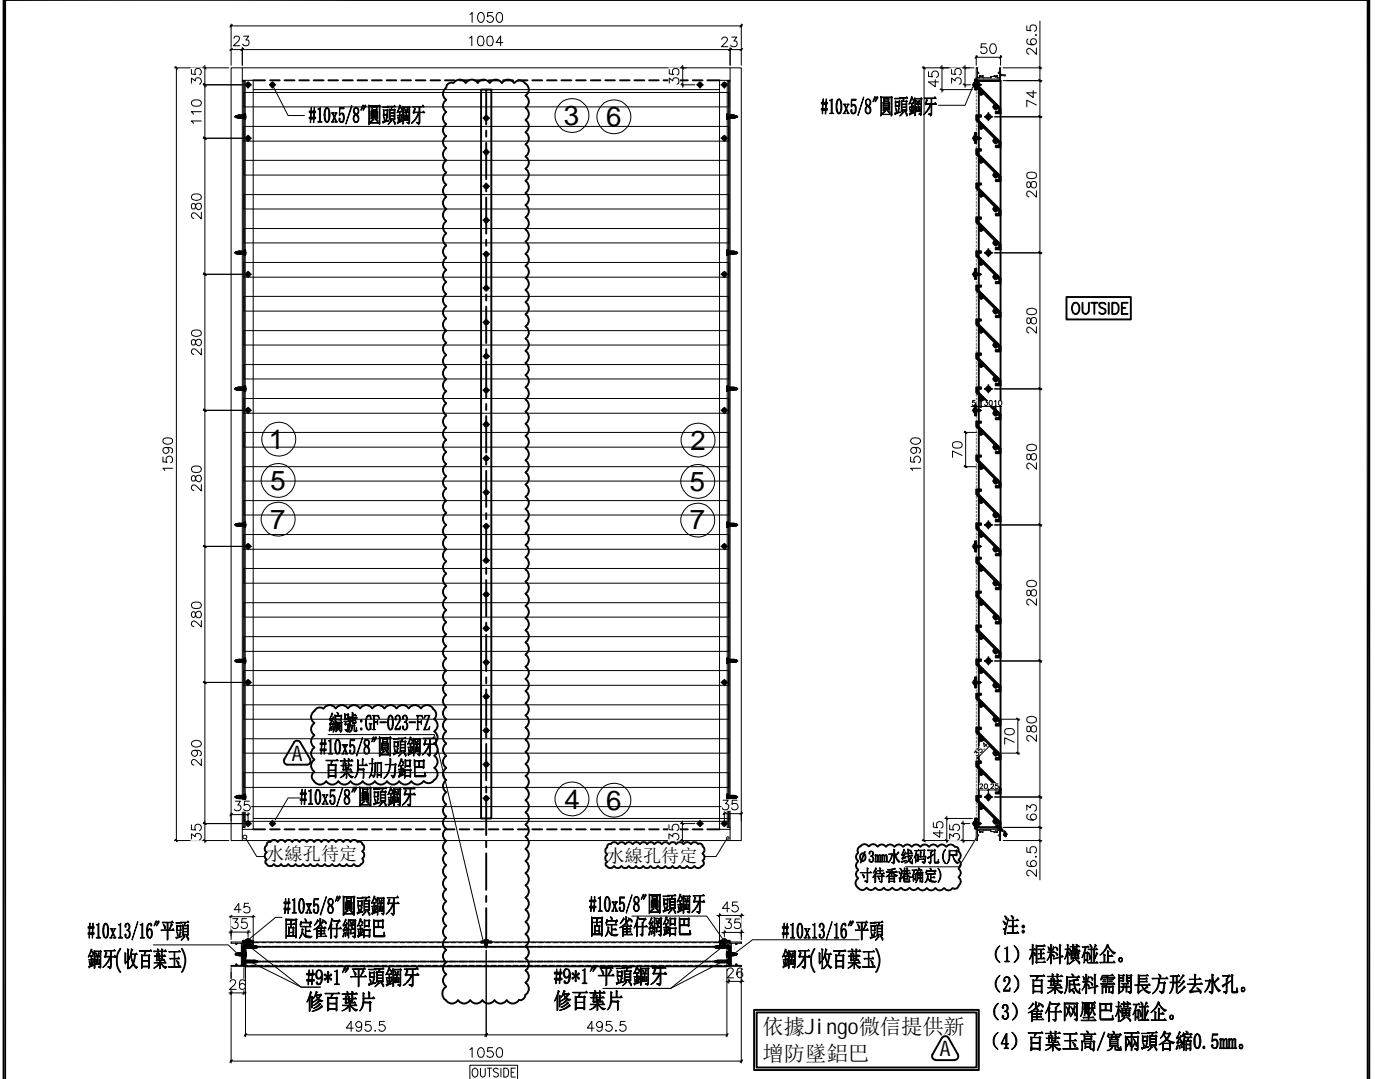 1050
23
1004
23
35
110
280
280
280
280
290
35
1590
35
#10x5/8"圓頭鋼牙
③ ⑥
①
⑤
⑦
②
⑤
⑦
編號:GF-023-FZ
#10x5/8"圓頭鋼牙
百葉片加力鋁巴
A
#10x5/8"圓頭鋼牙
④ ⑥
35
35
35
水線孔待定
水線孔待定
50
26.5
45
35
#10x5/8"圓頭鋼牙
74
280
280
280
280
280
63
26.5
1590
OUTSIDE
70
70
45
35
ø3mm水线码孔(尺
寸待香港确定)
45
35
#10x5/8"圓頭鋼牙
固定雀仔網鋁巴
#10x5/8"圓頭鋼牙
固定雀仔網鋁巴
45
35
#10x13/16"平頭
鋼牙(收百葉玉)
#10x13/16"平頭
鋼牙(收百葉玉)
#9*1"平頭鋼牙
修百葉片
#9*1"平頭鋼牙
修百葉片
26
26
495.5
495.5
1050
OUTSIDE
依據Jingo微信提供新
增防墜鋁巴
A
注:
(1) 框料橫碰企。
(2) 百葉底料需開長方形去水孔。
(3) 雀仔网壓巴橫碰企。
(4) 百葉玉高/寬兩頭各縮0.5mm。